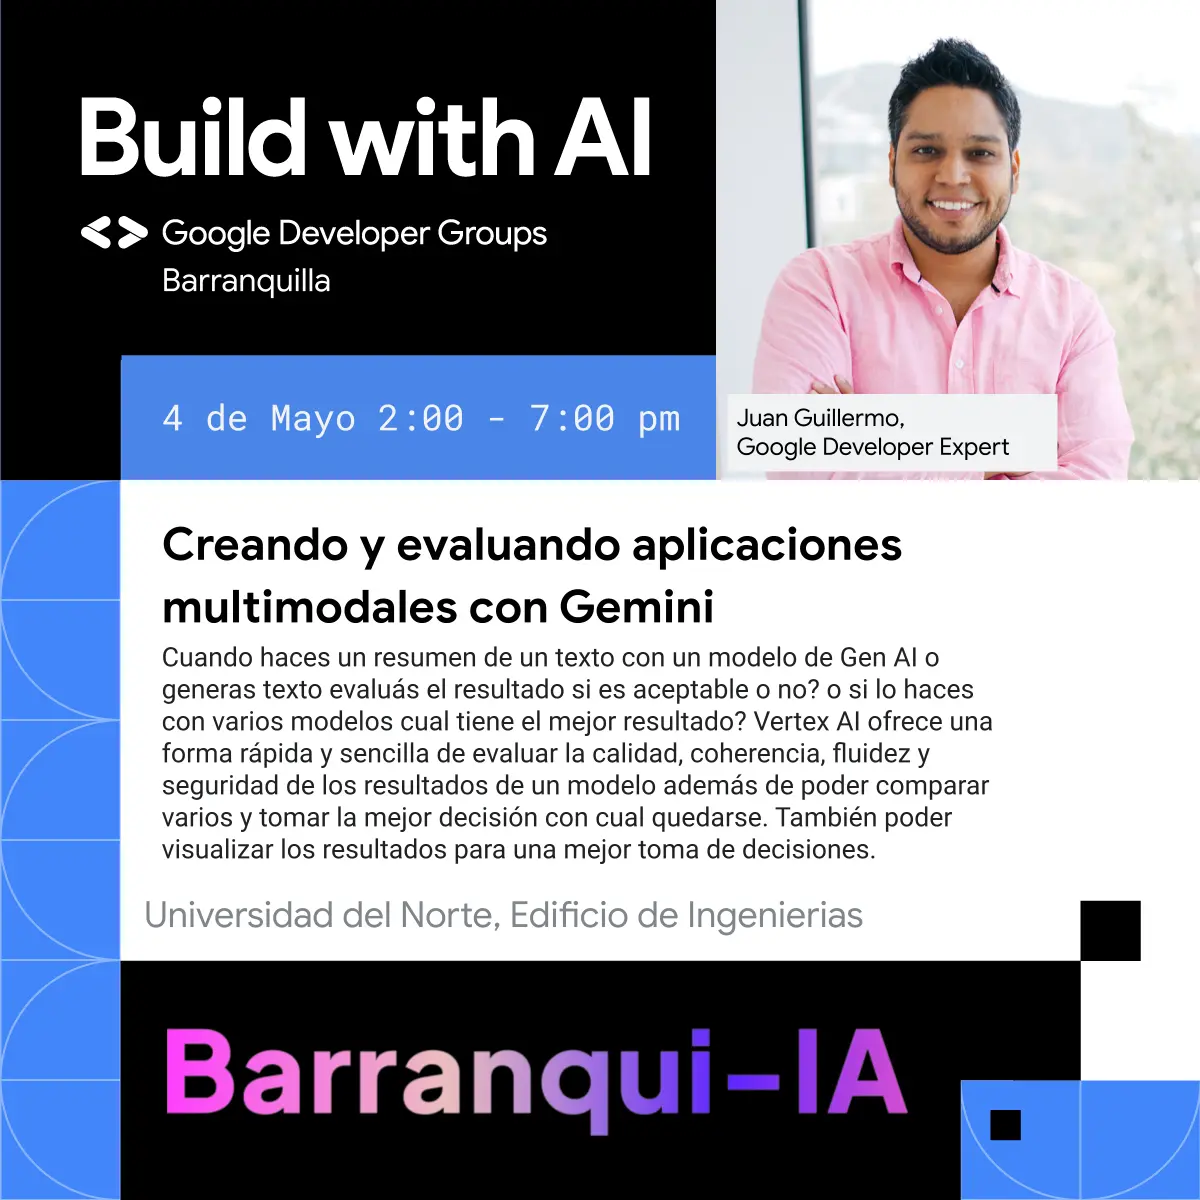 Build with AI
Google Developer Groups
Barranquilla
4 de Mayo 2:00 - 7:00 pm
Juan Guillermo,
Google Developer Expert
Creando y evaluando aplicaciones
multimodales con Gemini
Cuando haces un resumen de un texto con un modelo de Gen AI o
generas texto evaluás el resultado si es aceptable o no? o si lo haces
con varios modelos cual tiene el mejor resultado? Vertex AI ofrece una
forma rápida y sencilla de evaluar la calidad, coherencia, fluidez y
seguridad de los resultados de un modelo además de poder comparar
varios y tomar la mejor decisión con cual quedarse. También poder
visualizar los resultados para una mejor toma de decisiones.
Universidad del Norte, Edificio de Ingenierias
Barranqui-IA